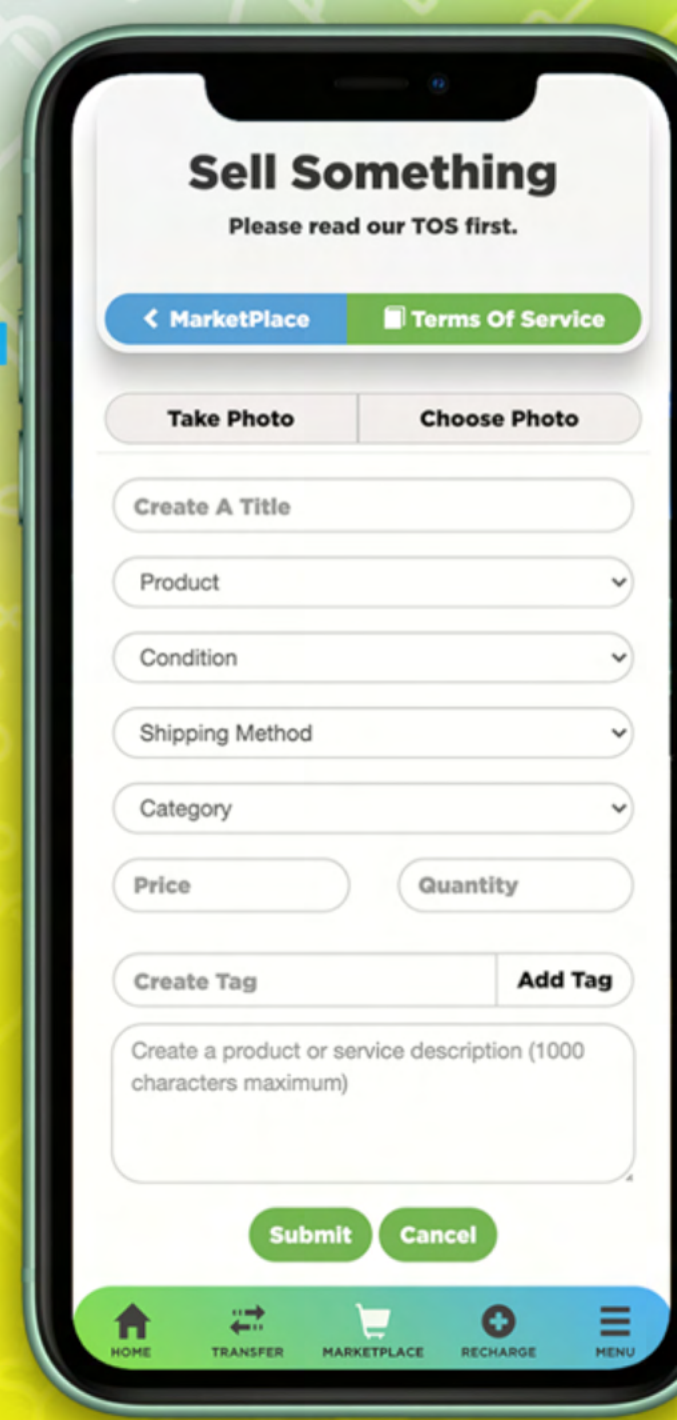 Sell Something
Please read our TOS first.
MarketPlace
Terms Of Service
Take Photo
Choose Photo
Create A Title
Product
Condition
Shipping Method
Category
Price
Quantity
Create Tag
Add Tag
Create a product or service description (1000
characters maximum)
Submit
Cancel
HOME
TRANSFER
MARKETPLACE
RECHARGE
MENU